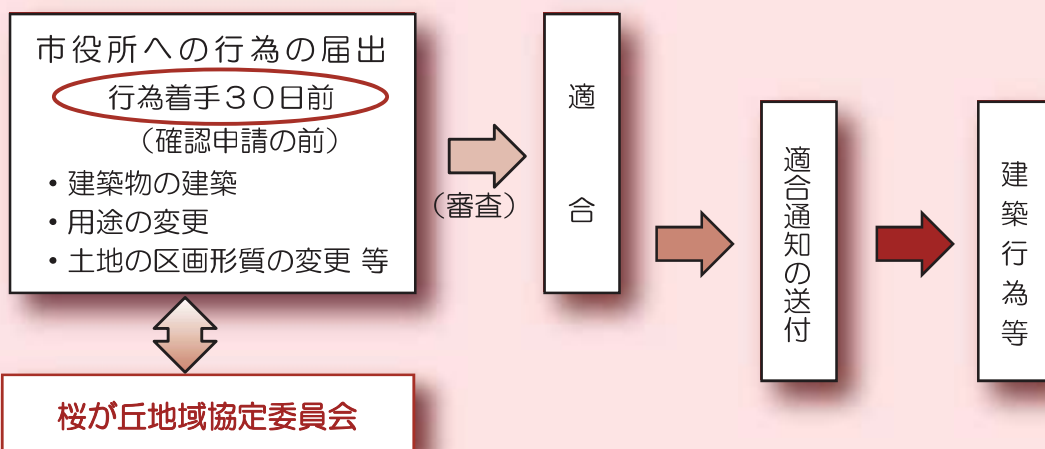 市役所への行為の届出
行為着手３０日前
（確認申請の前）
・建築物の建築
・用途の変更
・土地の区画形質の変更 等
（審査）
適合
適合通知の送付
建築行為等
桜が丘地域協定委員会